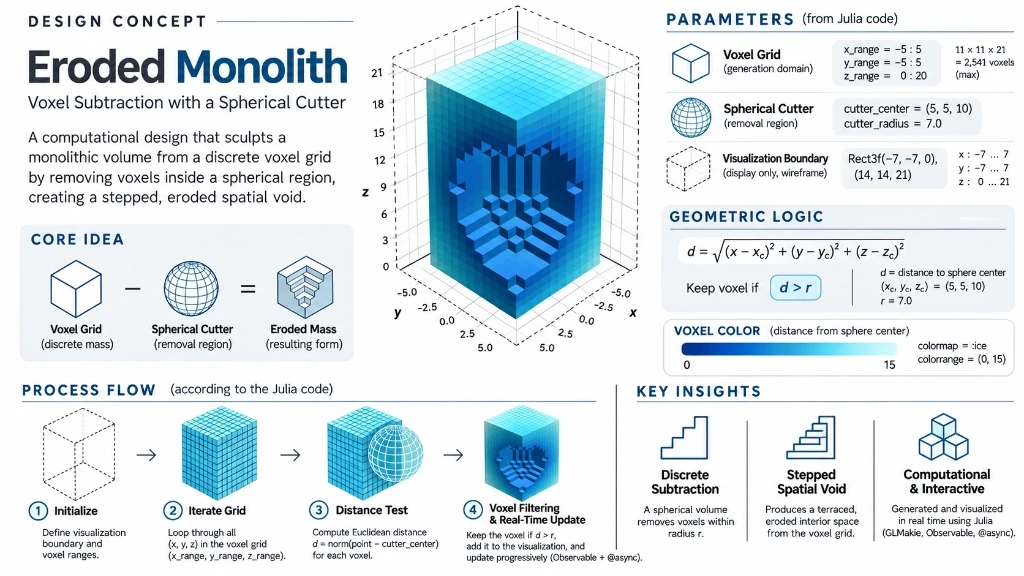 DESIGN CONCEPT
Eroded Monolith
Voxel Subtraction with a Spherical Cutter
A computational design that sculpts a
monolithic volume from a discrete voxel grid
by removing voxels inside a spherical region,
creating a stepped, eroded spatial void.
CORE IDEA
−
=
Voxel Grid
(discrete mass)
Spherical Cutter
(removal region)
Eroded Mass
(resulting form)
21
18
15
12
9
6
3
0
z
-5.0
-2.5
0.0
2.5
5.0
y
-5.0
-2.5
0.0
2.5
5.0
x
PARAMETERS (from Julia code)
Voxel Grid
(generation domain)
x_range = −5 : 5
y_range = −5 : 5
z_range = 0 : 20
11 × 11 × 21
= 2,541 voxels
(max)
Spherical Cutter
(removal region)
cutter_center = (5, 5, 10)
cutter_radius = 7.0
Visualization Boundary
(display only, wireframe)
Rect3f(−7, −7, 0),
(14, 14, 21)
x : −7 ... 7
y : −7 ... 7
z : 0 ... 21
GEOMETRIC LOGIC
d = √(x − x_c)² + (y − y_c)² + (z − z_c)²
Keep voxel if d > r
d = distance to sphere center
(x_c, y_c, z_c) = (5, 5, 10)
r = 7.0
VOXEL COLOR (distance from sphere center)
0
15
colormap = :ice
colorrange = (0, 15)
PROCESS FLOW (according to the Julia code)
1 Initialize
Define visualization
boundary and
voxel ranges.
2 Iterate Grid
Loop through all
(x, y, z) in the voxel grid
(x_range, y_range, z_range).
3 Distance Test
Compute Euclidean distance
d = norm(point − cutter_center)
for each voxel.
4 Voxel Filtering
& Real-Time Update
Keep the voxel if d > r,
add it to the visualization, and
update progressively (Observable + @async).
KEY INSIGHTS
Discrete
Subtraction
A spherical volume
removes voxels within
radius r.
Stepped
Spatial Void
Produces a terraced,
eroded interior space
from the voxel grid.
Computational
& Interactive
Generated and visualized
in real time using Julia
(GLMakie, Observable, @async).